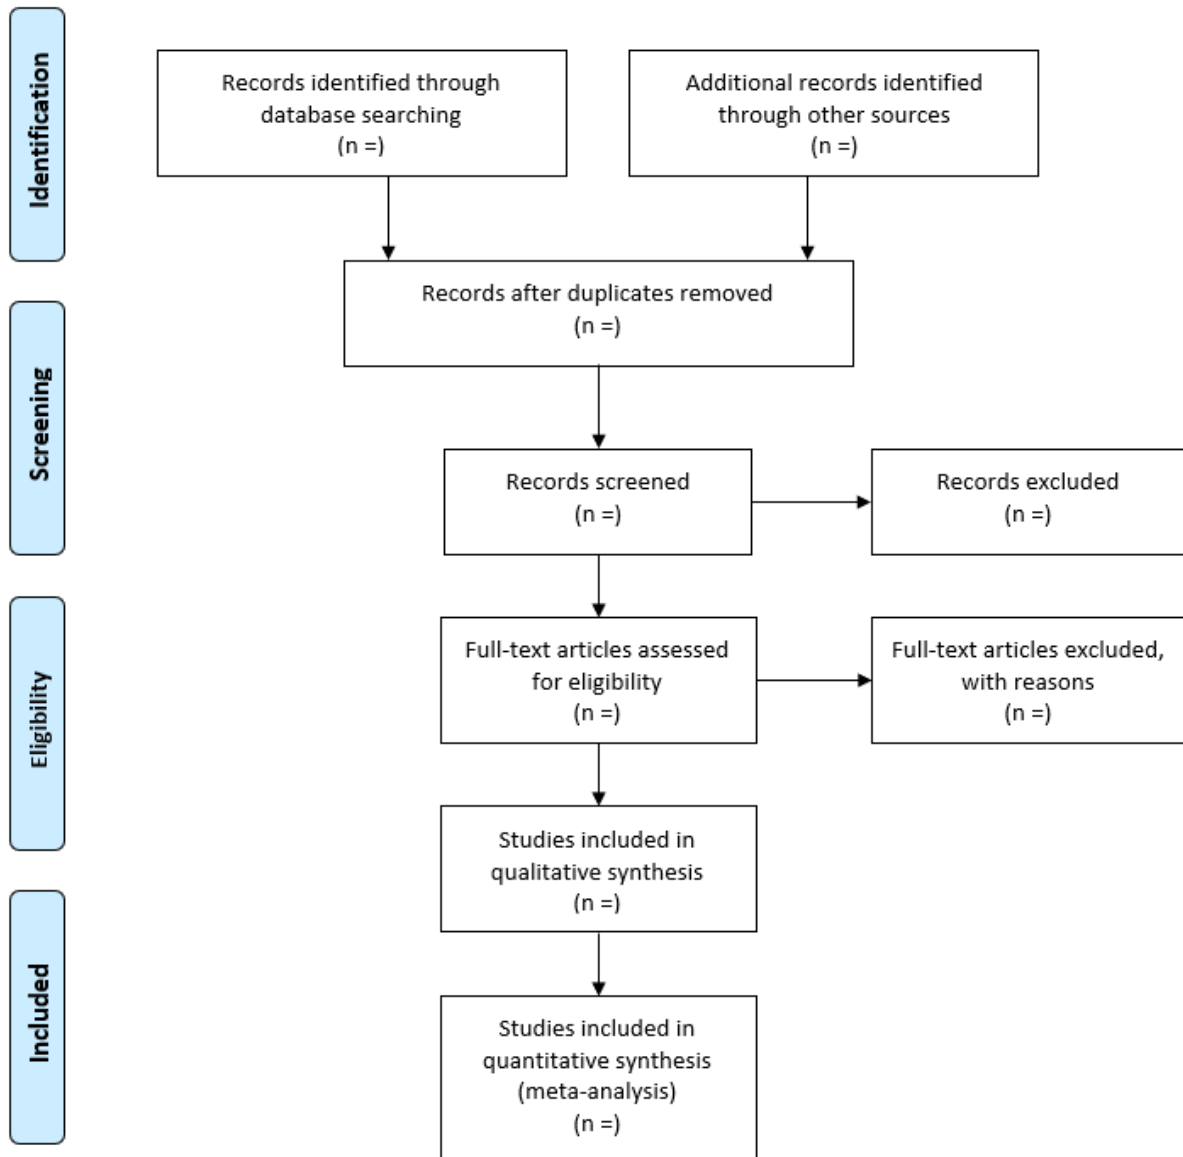 Identification
Records identified through
database searching
(n =)
Additional records identified
through other sources
(n =)
Records after duplicates removed
(n =)
Screening
Records screened
(n =)
Records excluded
(n =)
Eligibility
Full-text articles assessed
for eligibility
(n =)
Full-text articles excluded,
with reasons
(n =)
Studies included in
qualitative synthesis
(n =)
Included
Studies included in
quantitative synthesis
(meta-analysis)
(n =)